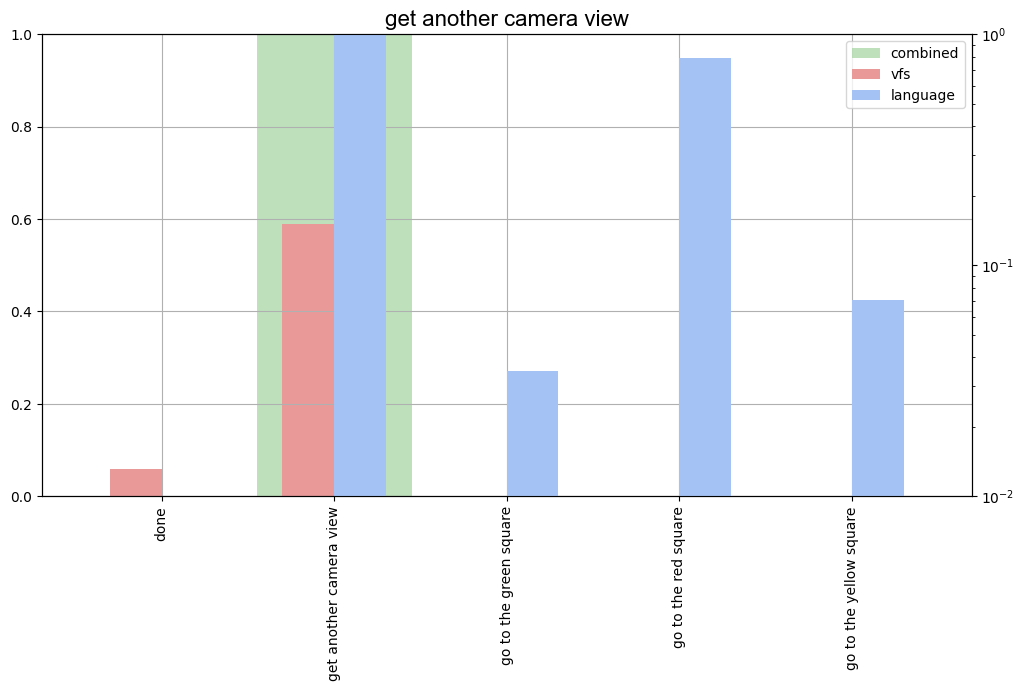 get another camera view
1.0
0.8
0.6
0.4
0.2
0.0
10⁰
10⁻¹
10⁻²
combined
vfs
language
done
get another camera view
go to the green square
go to the red square
go to the yellow square